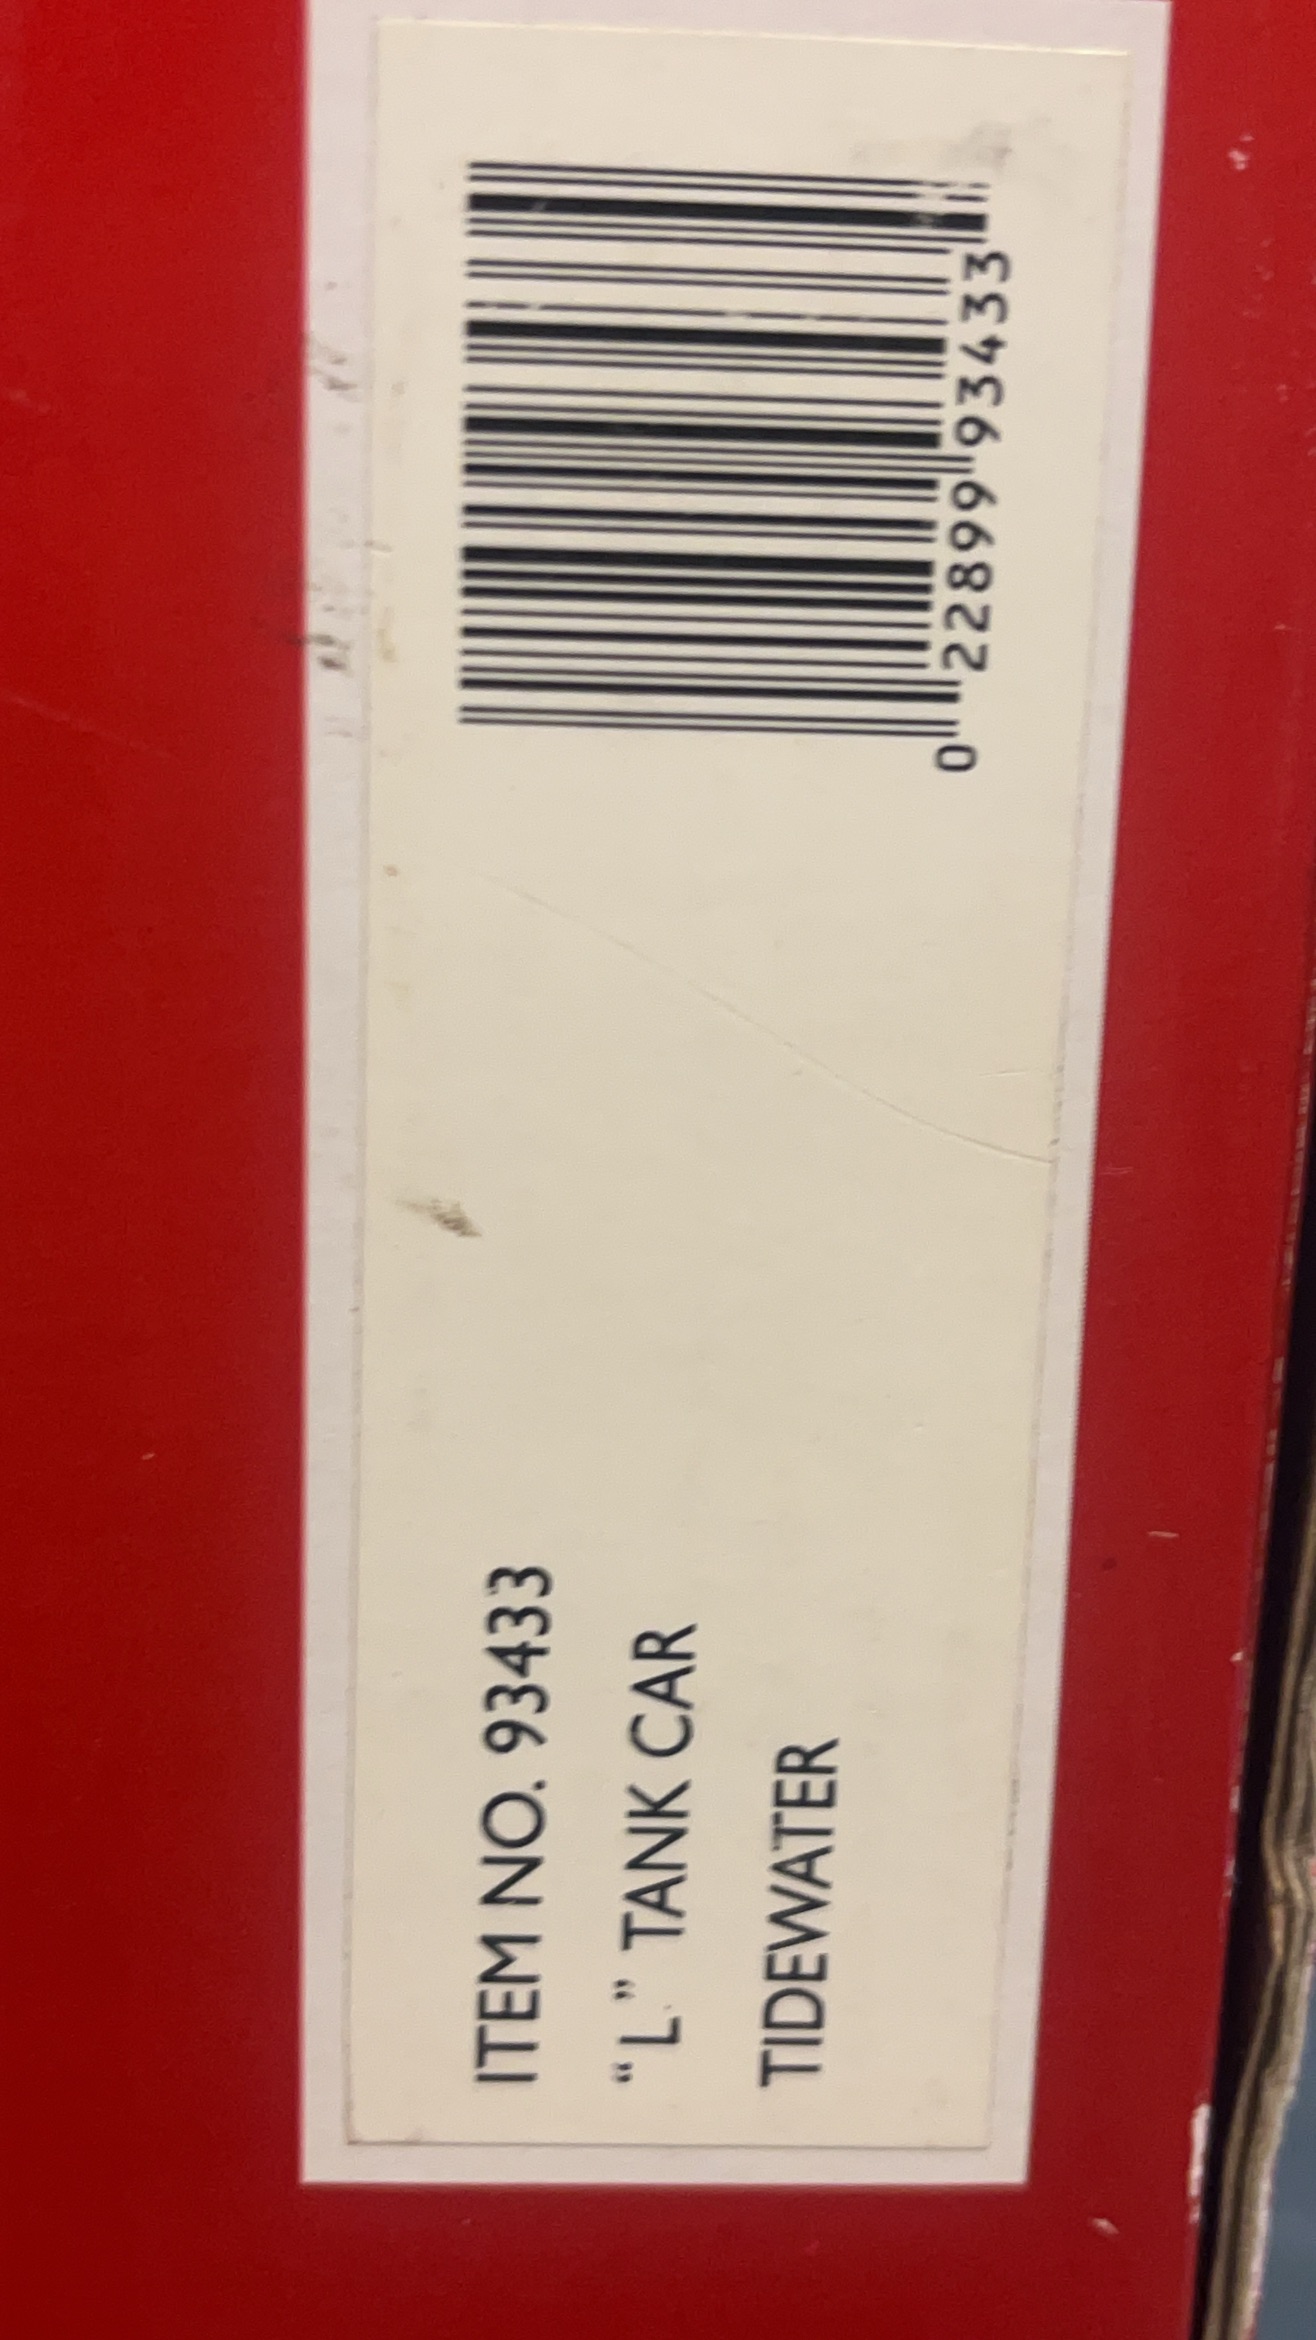 ITEM NO. 93433
“L” TANK CAR
TIDEWATER
0 22899 93433